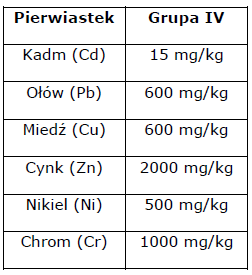 Pierwiastek Grupa IV
Kadm (Cd) 15 mg/kg
Ołów (Pb) 600 mg/kg
Miedź (Cu) 600 mg/kg
Cynk (Zn) 2000 mg/kg
Nikiel (Ni) 500 mg/kg
Chrom (Cr) 1000 mg/kg